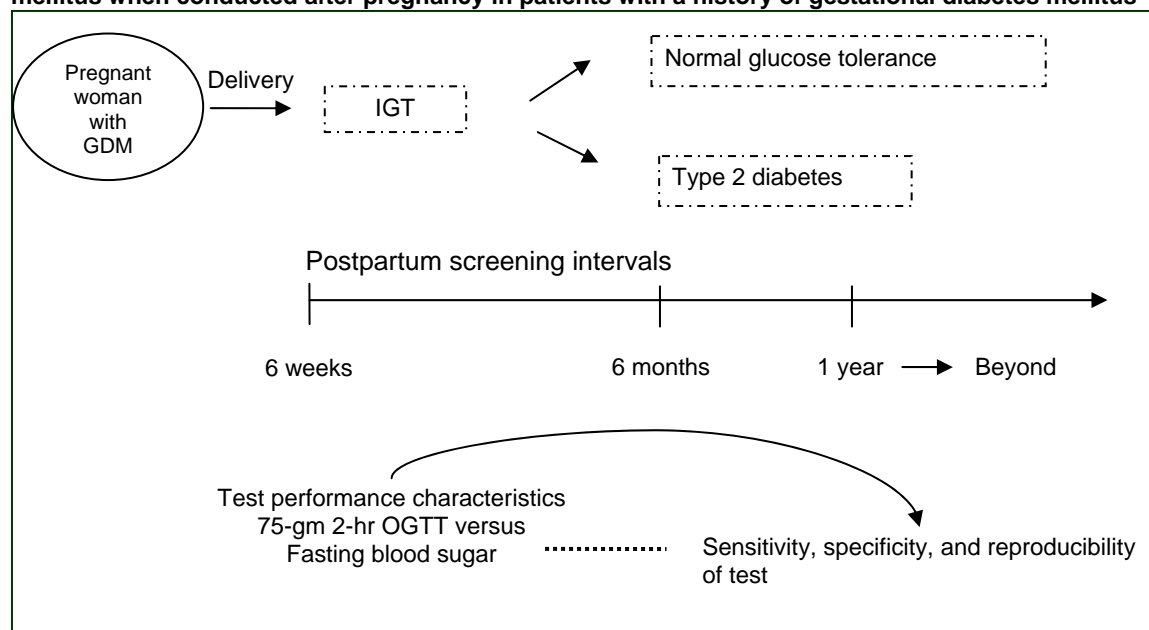 mellitus when conducted after pregnancy in patients with a history of gestational diabetes mellitus
Pregnant
woman
with
GDM
Delivery
IGT
Normal glucose tolerance
Type 2 diabetes
Postpartum screening intervals
6 weeks
6 months
1 year
Beyond
Test performance characteristics
75-gm 2-hr OGTT versus
Fasting blood sugar
Sensitivity, specificity, and reproducibility
of test